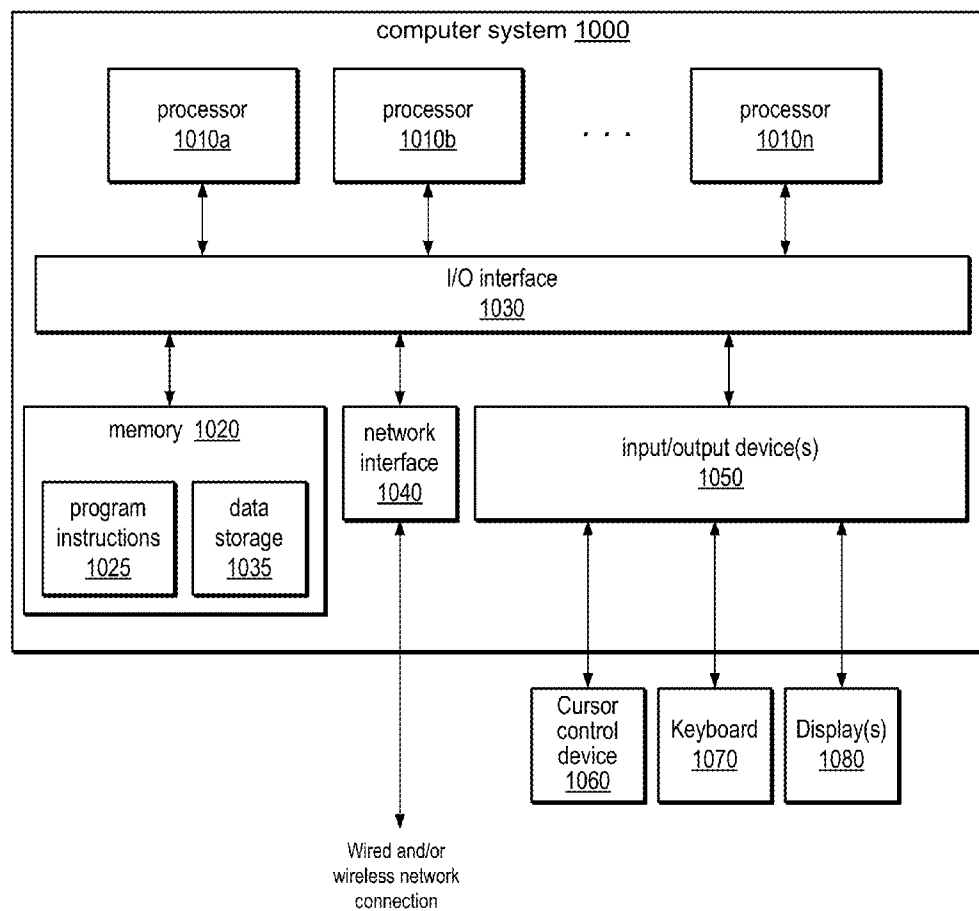 computer system 1000
processor
1010a
processor
1010b
. . .
processor
1010n
I/O interface
1030
memory 1020
program
instructions
1025
data
storage
1035
network
interface
1040
input/output device(s)
1050
Cursor
control
device
1060
Keyboard
1070
Display(s)
1080
Wired and/or
wireless network
connection